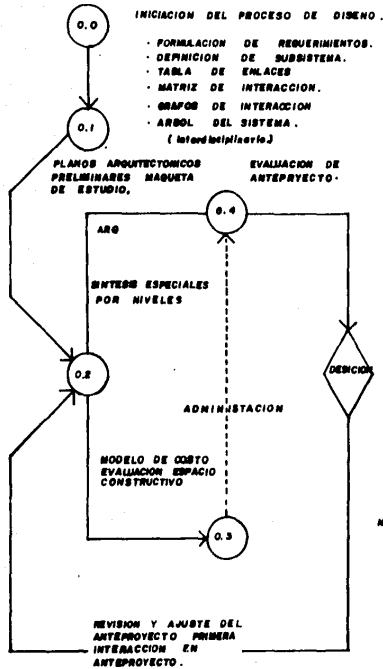 0.0
INICIACION DEL PROCESO DE DISENO.
· FORMULACION DE REQUERIMIENTOS.
· DEFINICION DE SUBSISTEMA.
· TABLA DE ENLACES
· MATRIZ DE INTERACCION.
· GRAFOS DE INTERACCION
· ARBOL DEL SISTEMA.
(interdisciplinario.)
0.1
PLANOS ARQUITECTONICOS
PRELIMINARES MAQUETA
DE ESTUDIO.
EVALUACION DE
ANTEPRYECTO.
0.4
ARQ
SINTESIS ESPECIALES
POR NIVELES
0.2
DESICION
ADMINISTACION
MODELO DE COSTO
EVALUACION ESPACIO
CONSTRUCTIVO
0.3
N
REVISION Y AJUSTE DEL
ANTEPROYECTO PRIMERA
INTERACCION EN
ANTEPROYECTO.